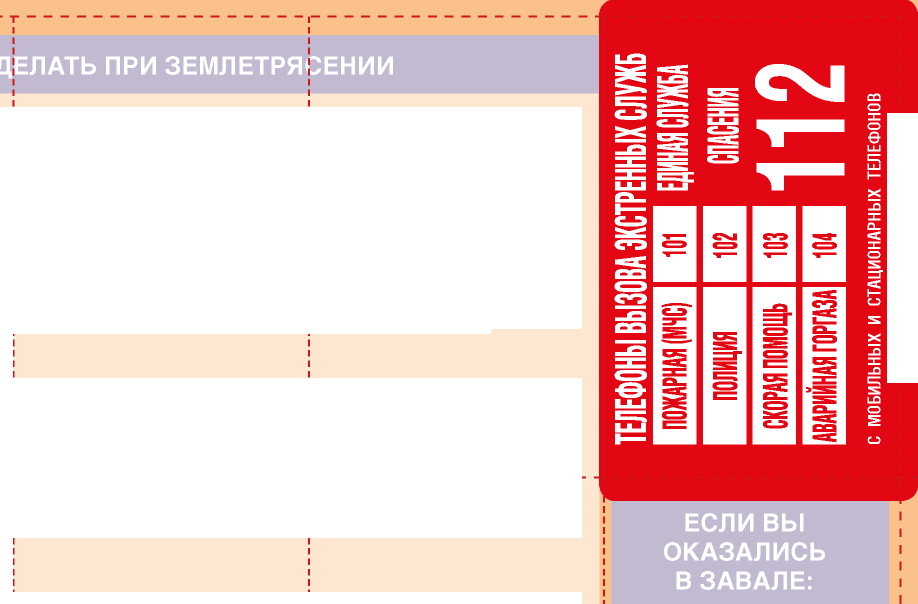 ДЕЛАТЬ ПРИ ЗЕМЛЕТРЯСЕНИИ
ТЕЛЕФОНЫ ВЫЗОВА ЭКСТРЕННЫХ СЛУЖБ
ПОЖАРНАЯ (МЧС) 101
ПОЛИЦИЯ 102
СКОРАЯ ПОМОЩЬ 103
АВАРИЙНАЯ ГОРГАЗА 104
ЕДИНАЯ СЛУЖБА
СПАСЕНИЯ
112
С МОБИЛЬНЫХ И СТАЦИОНАРНЫХ ТЕЛЕФОНОВ
ЕСЛИ ВЫ
ОКАЗАЛИСЬ
В ЗАВАЛЕ: